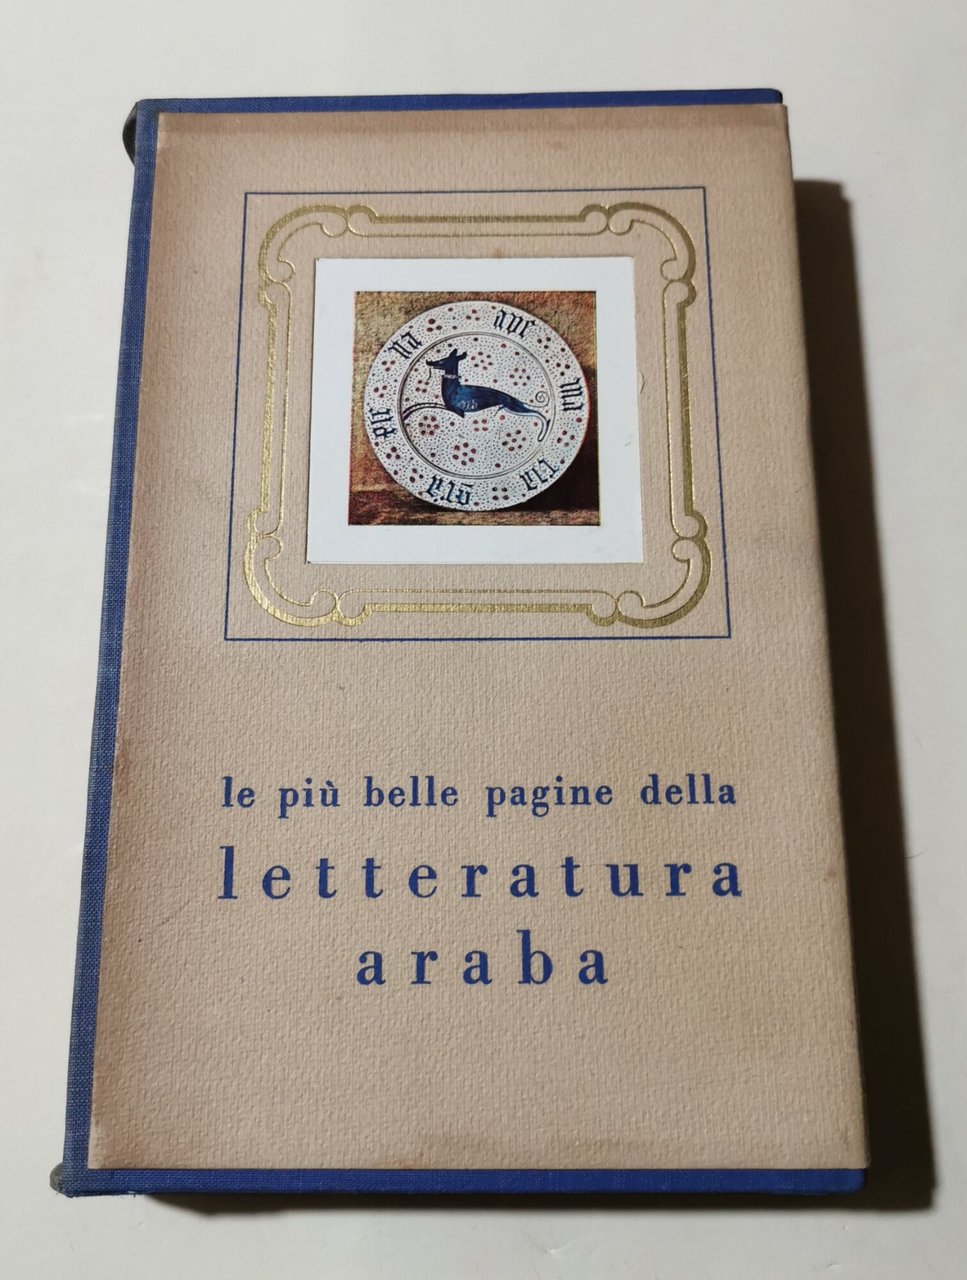 le più belle pagine della
letteratura
araba